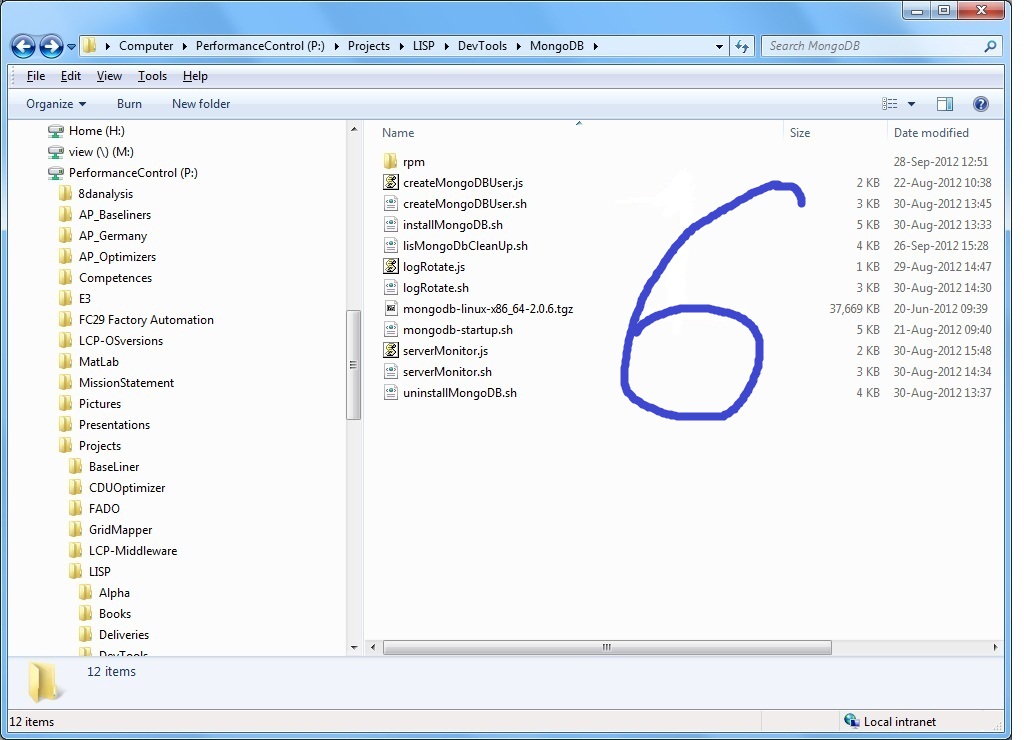 Computer ▸ PerformanceControl (P:) ▸ Projects ▸ LISP ▸ DevTools ▸ MongoDB ▸ Search MongoDB
File Edit View Tools Help
Organize Burn New folder
Home (H:)
view (\) (M:)
PerformanceControl (P:)
8danalysis
AP_Baseliners
AP_Germany
AP_Optimizers
Competences
E3
FC29 Factory Automation
LCP-OSversions
MatLab
MissionStatement
Pictures
Presentations
Projects
BaseLiner
CDUOptimizer
FADO
GridMapper
LCP-Middleware
LISP
Alpha
Books
Deliveries
DevTools
Name Size Date modified
rpm 28-Sep-2012 12:51
createMongoDBUser.js 2 KB 22-Aug-2012 10:38
createMongoDBUser.sh 3 KB 30-Aug-2012 13:45
installMongoDB.sh 5 KB 30-Aug-2012 13:33
lisMongoDbCleanUp.sh 4 KB 26-Sep-2012 15:28
logRotate.js 1 KB 29-Aug-2012 14:47
logRotate.sh 3 KB 30-Aug-2012 14:30
mongodb-linux-x86_64-2.0.6.tgz 37,669 KB 20-Jun-2012 09:39
mongodb-startup.sh 5 KB 21-Aug-2012 09:40
serverMonitor.js 2 KB 30-Aug-2012 15:48
serverMonitor.sh 3 KB 30-Aug-2012 14:34
uninstallMongoDB.sh 4 KB 30-Aug-2012 13:37
6
12 items
12 items Local intranet